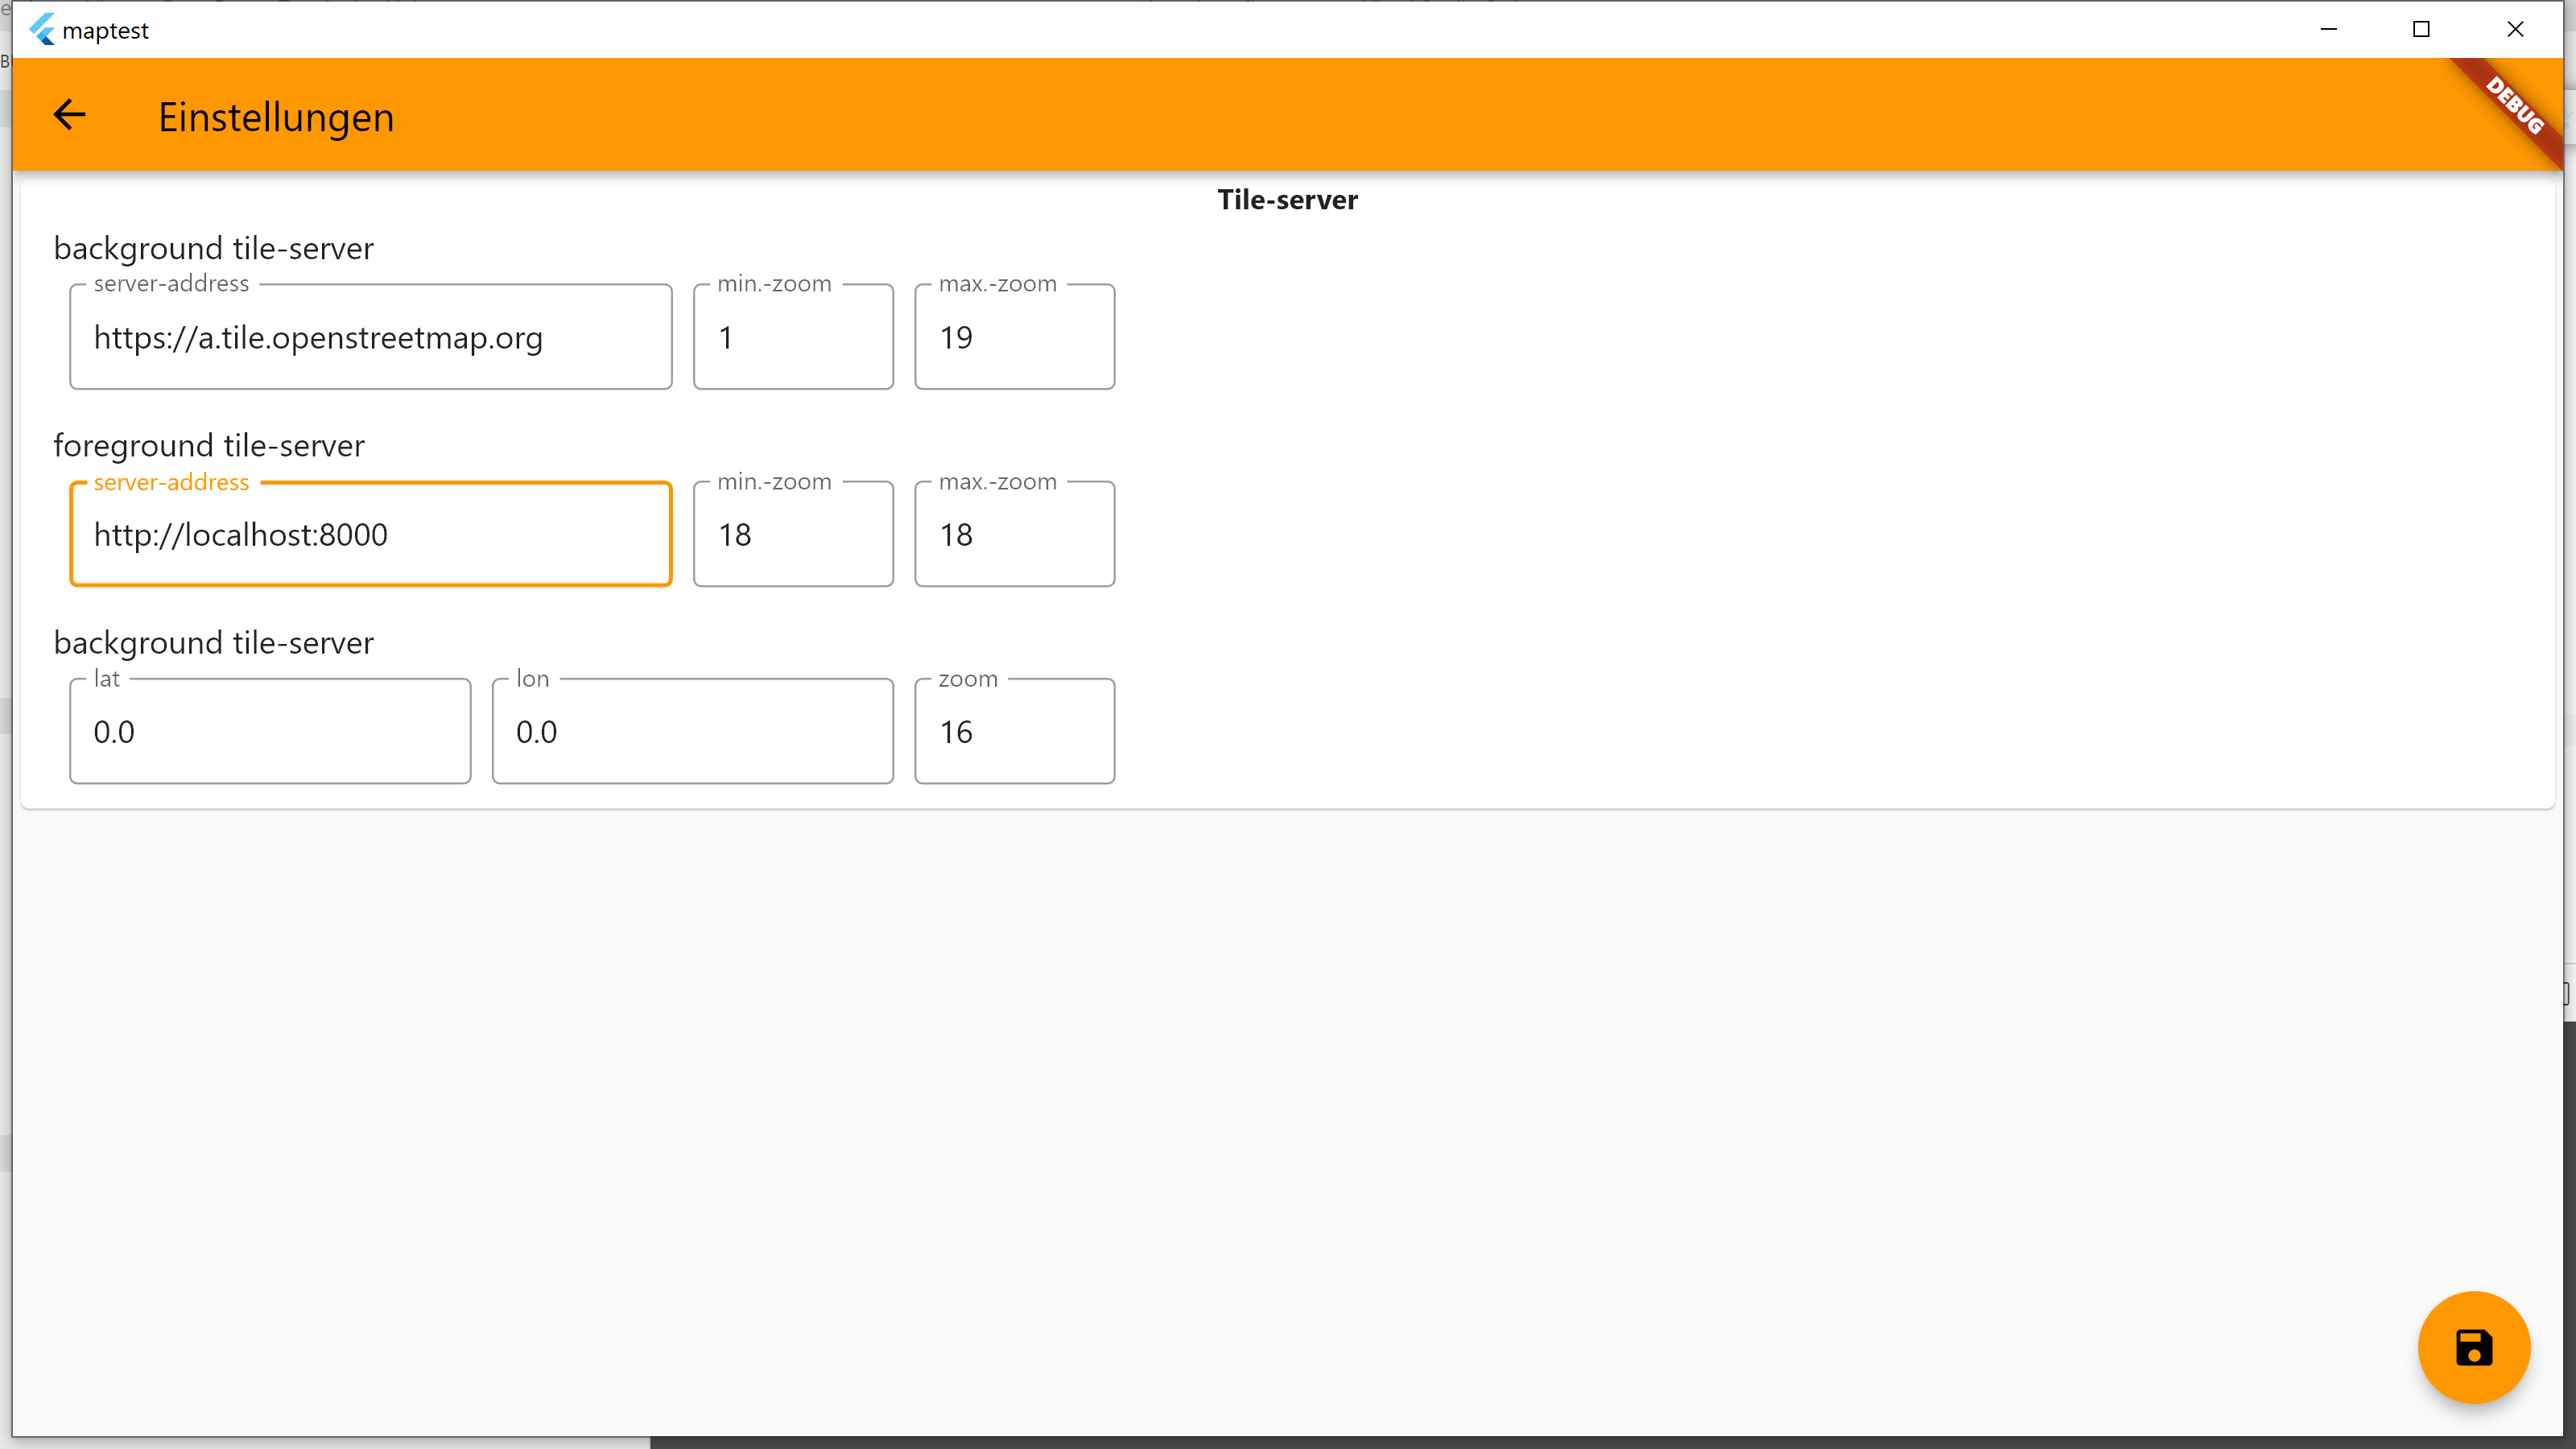 maptest
Einstellungen
DEBUG
Tile-server
background tile-server
server-address min.-zoom max.-zoom
https://a.tile.openstreetmap.org 1 19
foreground tile-server
server-address min.-zoom max.-zoom
http://localhost:8000 18 18
background tile-server
lat lon zoom
0.0 0.0 16